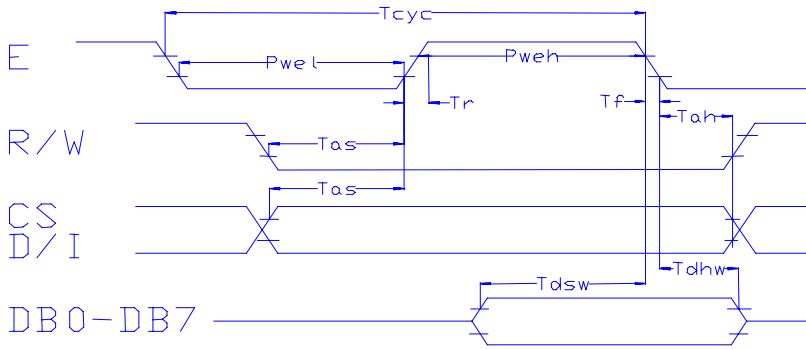 Tcyc
E
Pwel
Pweh
Tr
Tf
Tah
R/W
Tas
Tas
CS
D/I
Tdhw
Tdsw
DB0-DB7